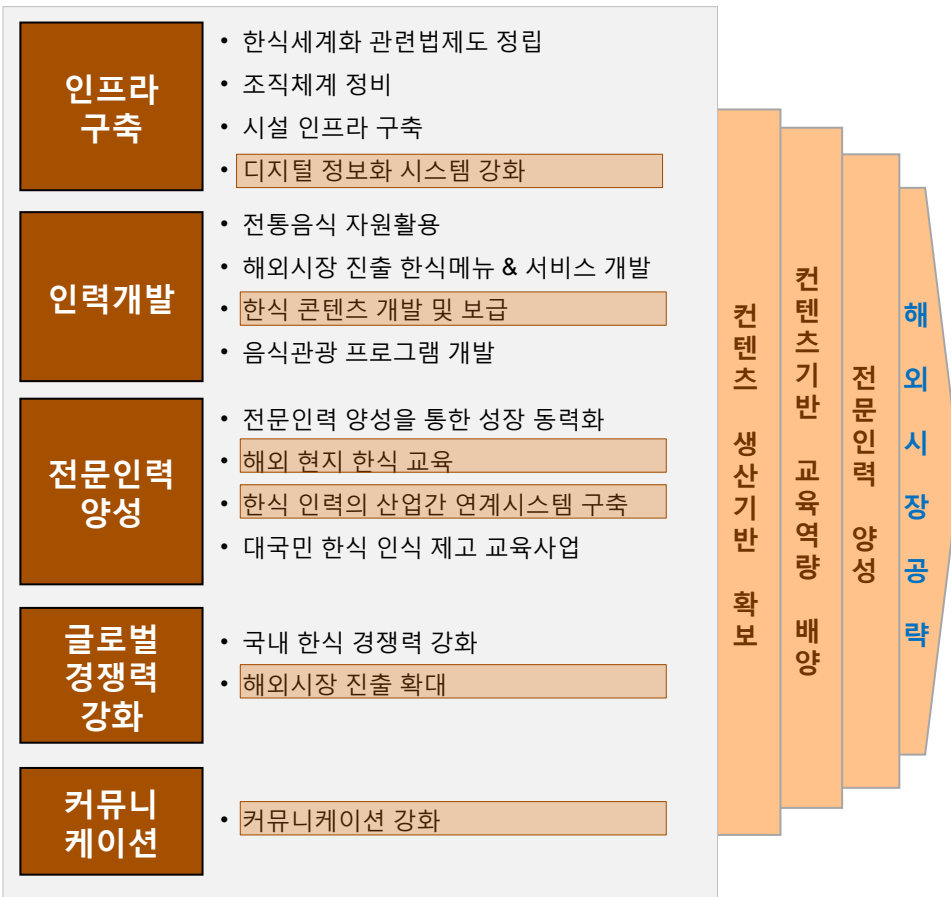 인프라
구축
• 한식세계화 관련법제도 정립
• 조직체계 정비
• 시설 인프라 구축
• 디지털 정보화 시스템 강화
인력개발
• 전통음식 자원활용
• 해외시장 진출 한식메뉴 & 서비스 개발
• 한식 콘텐츠 개발 및 보급
• 음식관광 프로그램 개발
전문인력
양성
• 전문인력 양성을 통한 성장 동력화
• 해외 현지 한식 교육
• 한식 인력의 산업간 연계시스템 구축
• 대국민 한식 인식 제고 교육사업
글로벌
경쟁력
강화
• 국내 한식 경쟁력 강화
• 해외시장 진출 확대
커뮤니
케이션
• 커뮤니케이션 강화
컨텐츠 생산기반 확보
컨텐츠기반 교육역량 배양
전문인력 양성
해외시장공략